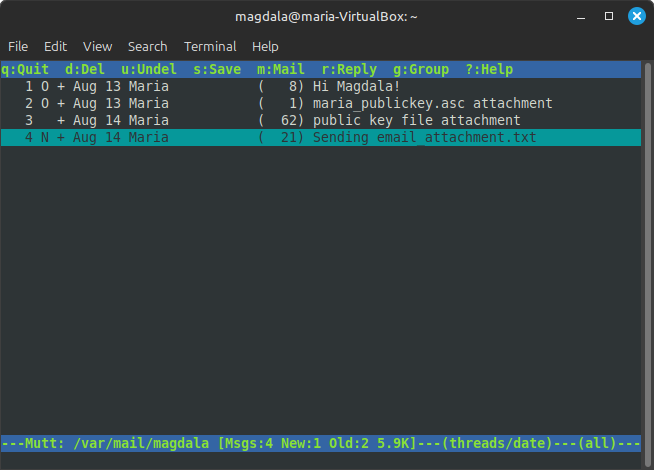 magdala@maria-VirtualBox: ~
File Edit View Search Terminal Help
q:Quit  d:Del  u:Undel  s:Save  m:Mail  r:Reply  g:Group  ?:Help
   1 O + Aug 13 Maria           (   8) Hi Magdala!
   2 O + Aug 13 Maria           (   1) maria_publickey.asc attachment
   3   + Aug 14 Maria           (  62) public key file attachment
   4 N + Aug 14 Maria           (  21) Sending email_attachment.txt
---Mutt: /var/mail/magdala [Msgs:4 New:1 Old:2 5.9K]---(threads/date)---(all)---